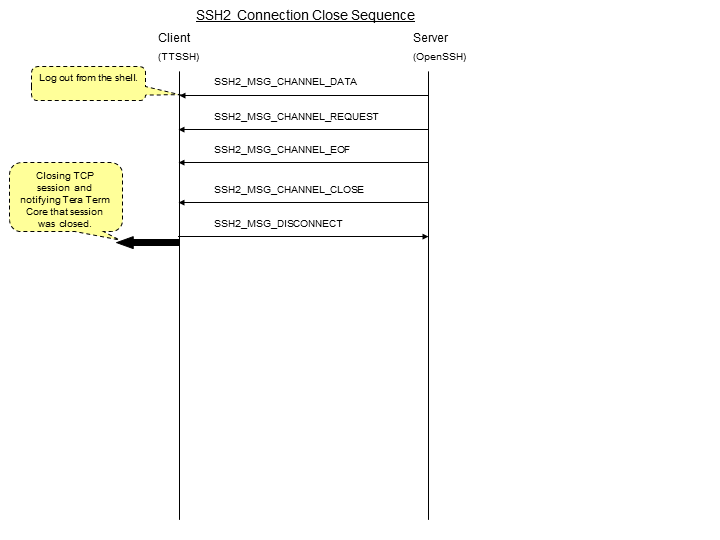 SSH2 Connection Close Sequence
Client
Server
(TTSSH)
(OpenSSH)
Log out from the shell.
SSH2_MSG_CHANNEL_DATA
SSH2_MSG_CHANNEL_REQUEST
SSH2_MSG_CHANNEL_EOF
Closing TCP
session and
notifying Tera Term
Core that session
was closed.
SSH2_MSG_CHANNEL_CLOSE
SSH2_MSG_DISCONNECT